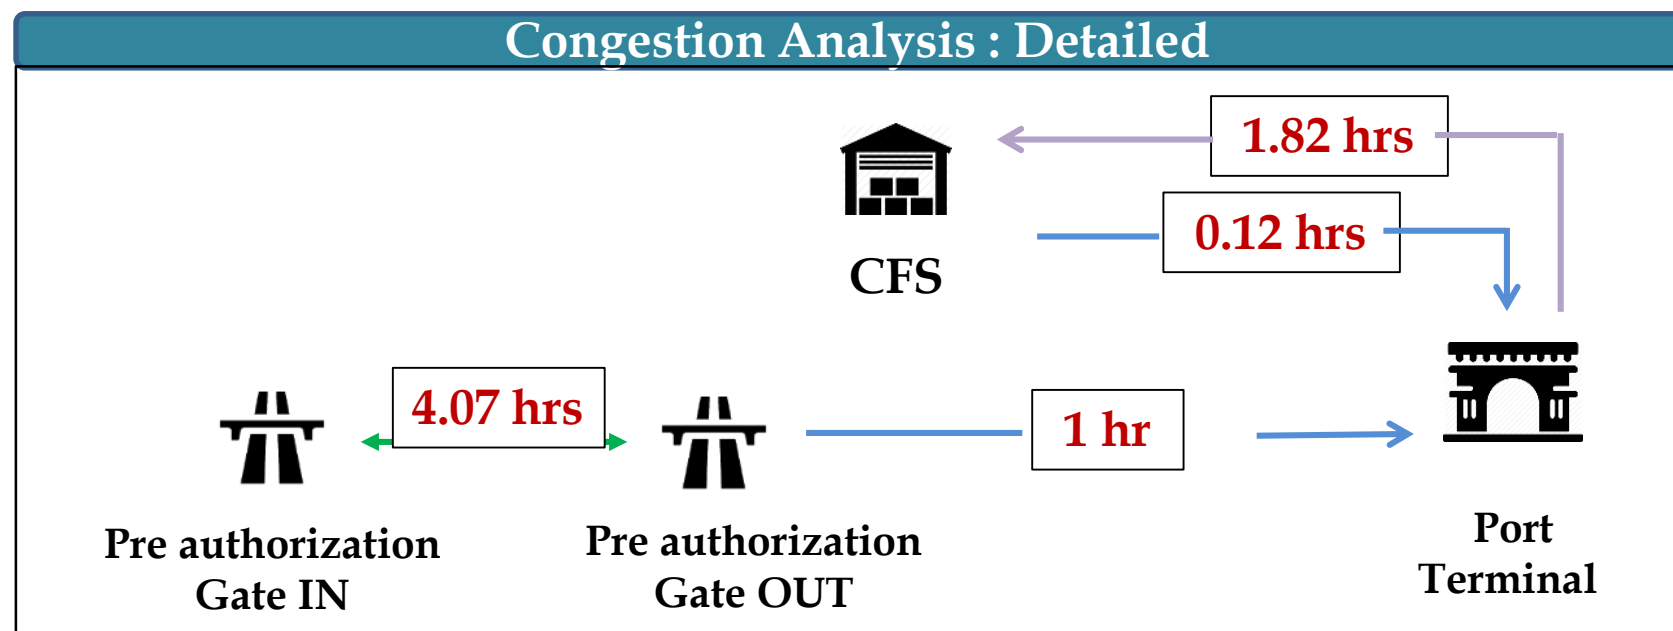 Congestion Analysis : Detailed
1.82 hrs
0.12 hrs
CFS
4.07 hrs
1 hr
Pre authorization
Gate IN
Pre authorization
Gate OUT
Port
Terminal